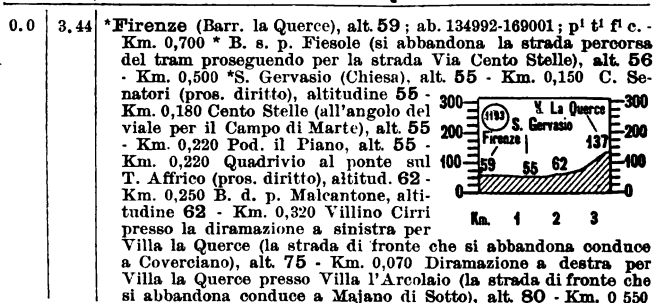 0.0 3.44 *Firenze (Barr. la Querce), alt. 59 ; ab. 134992-169001 ; p¹ t¹ f¹ c. -
Km. 0,700 * B. s. p. Fiesole (si abbandona la strada percorsa
del tram proseguendo per la strada Via Cento Stelle), alt. 56
- Km. 0,500 *S. Gervasio (Chiesa), alt. 55 - Km. 0,150 C. Se-
natori (pros. diritto), altitudine 55 -
Km. 0,180 Cento Stelle (all'angolo del
viale per il Campo di Marte), alt. 55
- Km. 0,220 Pod. il Piano, alt. 55 -
Km. 0,220 Quadrivio al ponte sul
T. Affrico (pros. diritto), altitud. 62 -
Km. 0,250 B. d. p. Malcantone, alti-
tudine 62 - Km. 0,320 Villino Cirri
presso la diramazione a sinistra per
300 1193 V. La Querce 300
S. Gervasio
200 Firenze 137 200
100 59 55 62 100
0 0
Km. 1 2 3
Villa la Querce (la strada di fronte che si abbandona conduce
a Coverciano), alt. 75 - Km. 0,070 Diramazione a destra per
Villa la Querce presso Villa l'Arcolaio (la strada di fronte che
si abbandona conduce a Majano di Sotto), alt. 80 - Km. 0 550